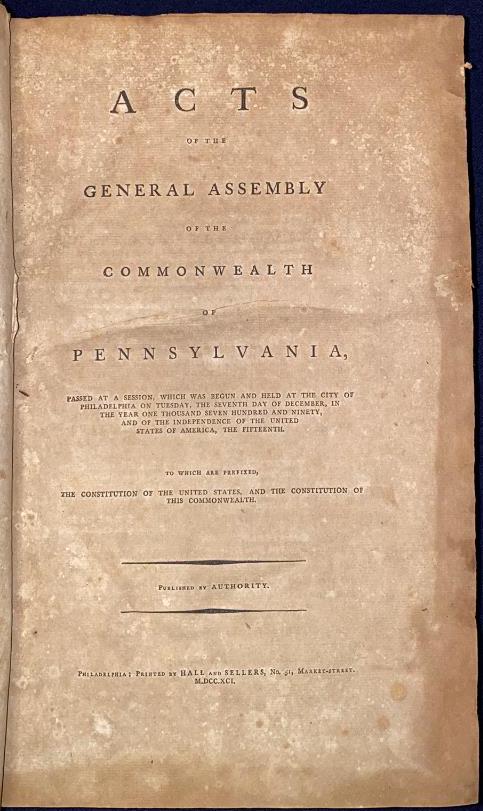 ACTS
OF THE
GENERAL ASSEMBLY
OF THE
COMMONWEALTH
OF
PENNSYLVANIA,
PASSED AT A SESSION, WHICH WAS BEGUN AND HELD AT THE CITY OF
PHILADELPHIA ON TUESDAY, THE SEVENTH DAY OF DECEMBER, IN
THE YEAR ONE THOUSAND SEVEN HUNDRED AND NINETY,
AND OF THE INDEPENDENCE OF THE UNITED
STATES OF AMERICA, THE FIFTEENTH.
TO WHICH ARE PREFIXED,
THE CONSTITUTION OF THE UNITED STATES, AND THE CONSTITUTION OF
THIS COMMONWEALTH.
PUBLISHED BY AUTHORITY.
PHILADELPHIA; PRINTED BY HALL AND SELLERS, No. 51, MARKET-STREET.
M.DCC.XCI.